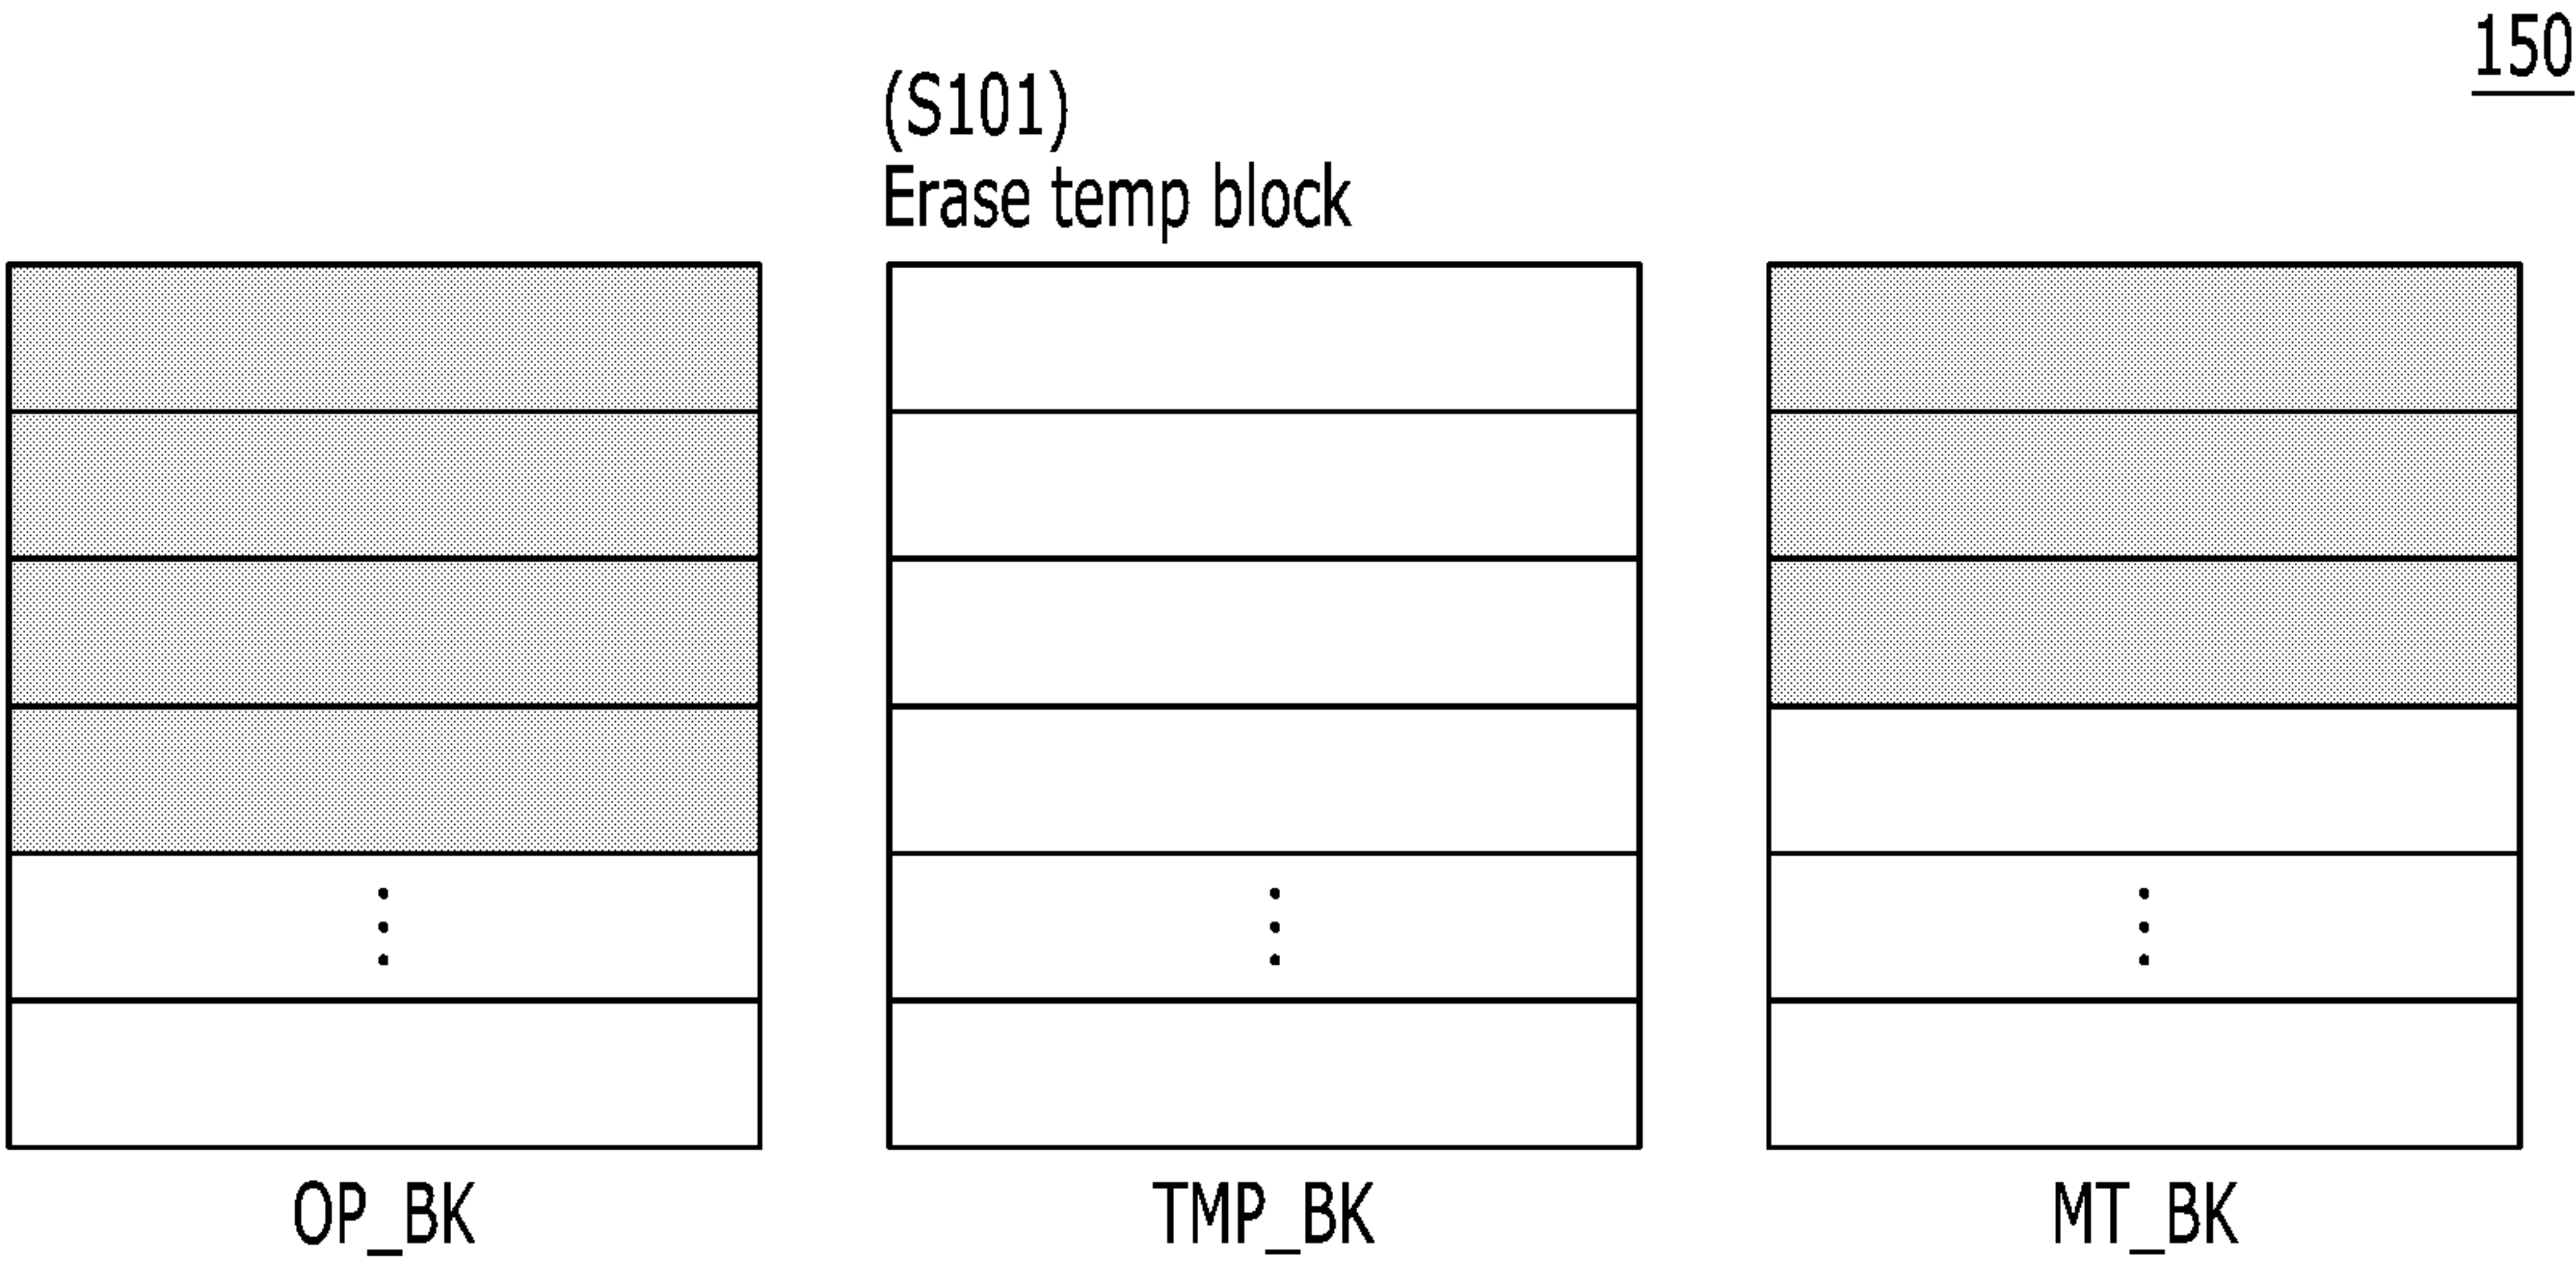 150
(S101)
Erase temp block
OP_BK
TMP_BK
MT_BK